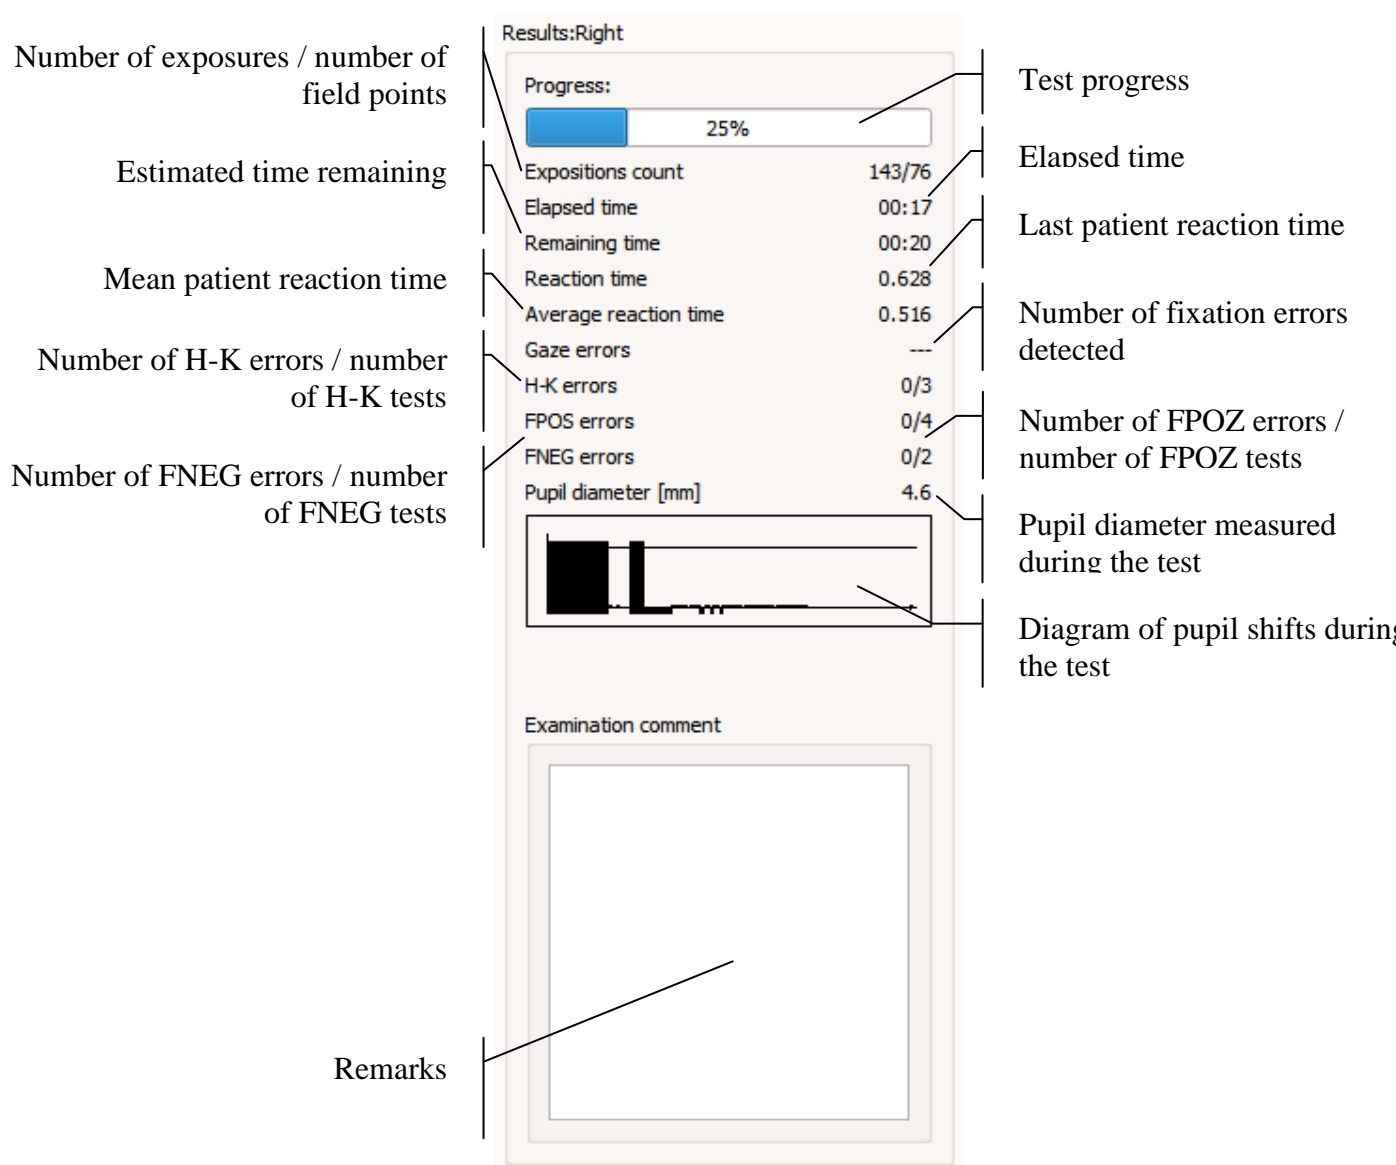 Results:Right
Number of exposures / number of
field points
Progress:
Test progress
25%
Estimated time remaining
Expositions count 143/76
Elapsed time
Elapsed time 00:17
Last patient reaction time
Remaining time 00:20
Mean patient reaction time
Reaction time 0.628
Average reaction time 0.516
Number of fixation errors
detected
Gaze errors ---
Number of H-K errors / number
of H-K tests
H-K errors 0/3
FPOS errors 0/4
Number of FPOZ errors /
number of FPOZ tests
FNEG errors 0/2
Number of FNEG errors / number
of FNEG tests
Pupil diameter [mm] 4.6
Pupil diameter measured
during the test
Diagram of pupil shifts during
the test
Examination comment
Remarks